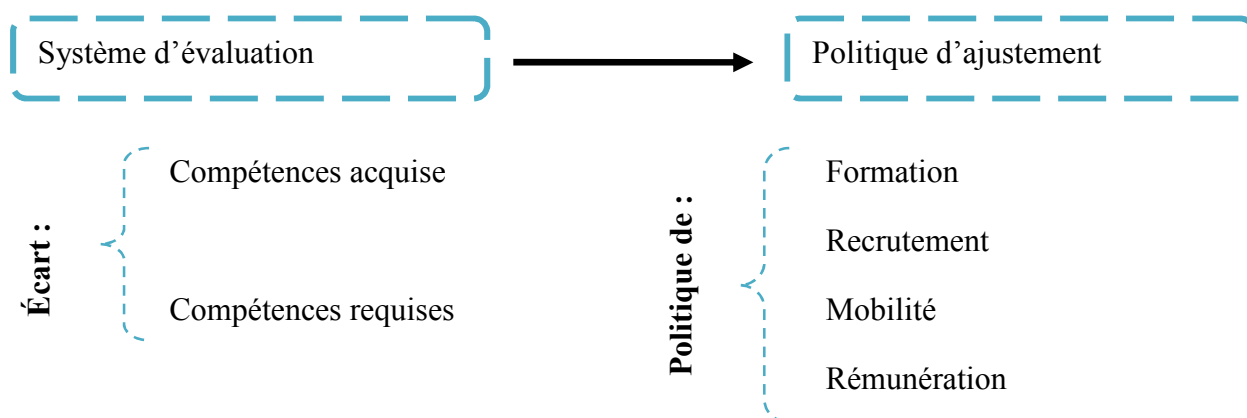 Système d’évaluation
Politique d’ajustement
Écart :
Compétences acquise
Compétences requises
Politique de :
Formation
Recrutement
Mobilité
Rémunération